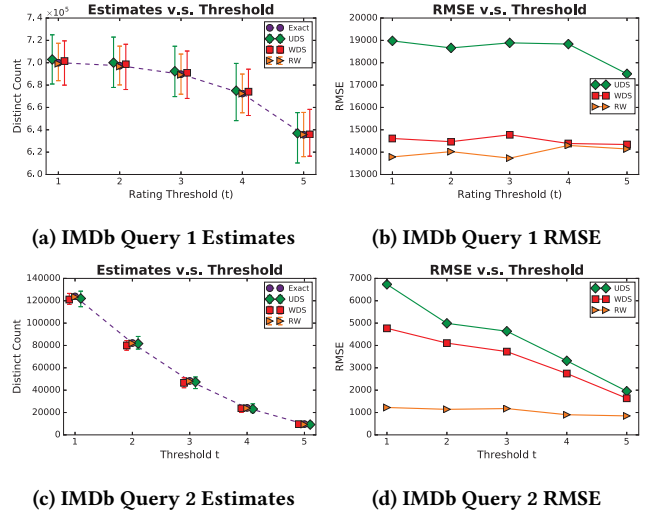 Estimates v.s. Threshold
×10⁵
7.4
7.2
7.0
6.8
6.6
6.4
6.2
6.0
Distinct Count
1 2 3 4 5
Rating Threshold (t)
Exact
UDS
WDS
RW
(a) IMDb Query 1 Estimates
RMSE v.s. Threshold
20000
19000
18000
17000
16000
15000
14000
13000
RMSE
1 2 3 4 5
Rating Threshold (t)
UDS
WDS
RW
(b) IMDb Query 1 RMSE
Estimates v.s. Threshold
140000
120000
100000
80000
60000
40000
20000
0
Distinct Count
1 2 3 4 5
Threshold t
Exact
WDS
RW
UDS
(c) IMDb Query 2 Estimates
RMSE v.s. Threshold
7000
6000
5000
4000
3000
2000
1000
0
RMSE
1 2 3 4 5
Threshold t
UDS
WDS
RW
(d) IMDb Query 2 RMSE